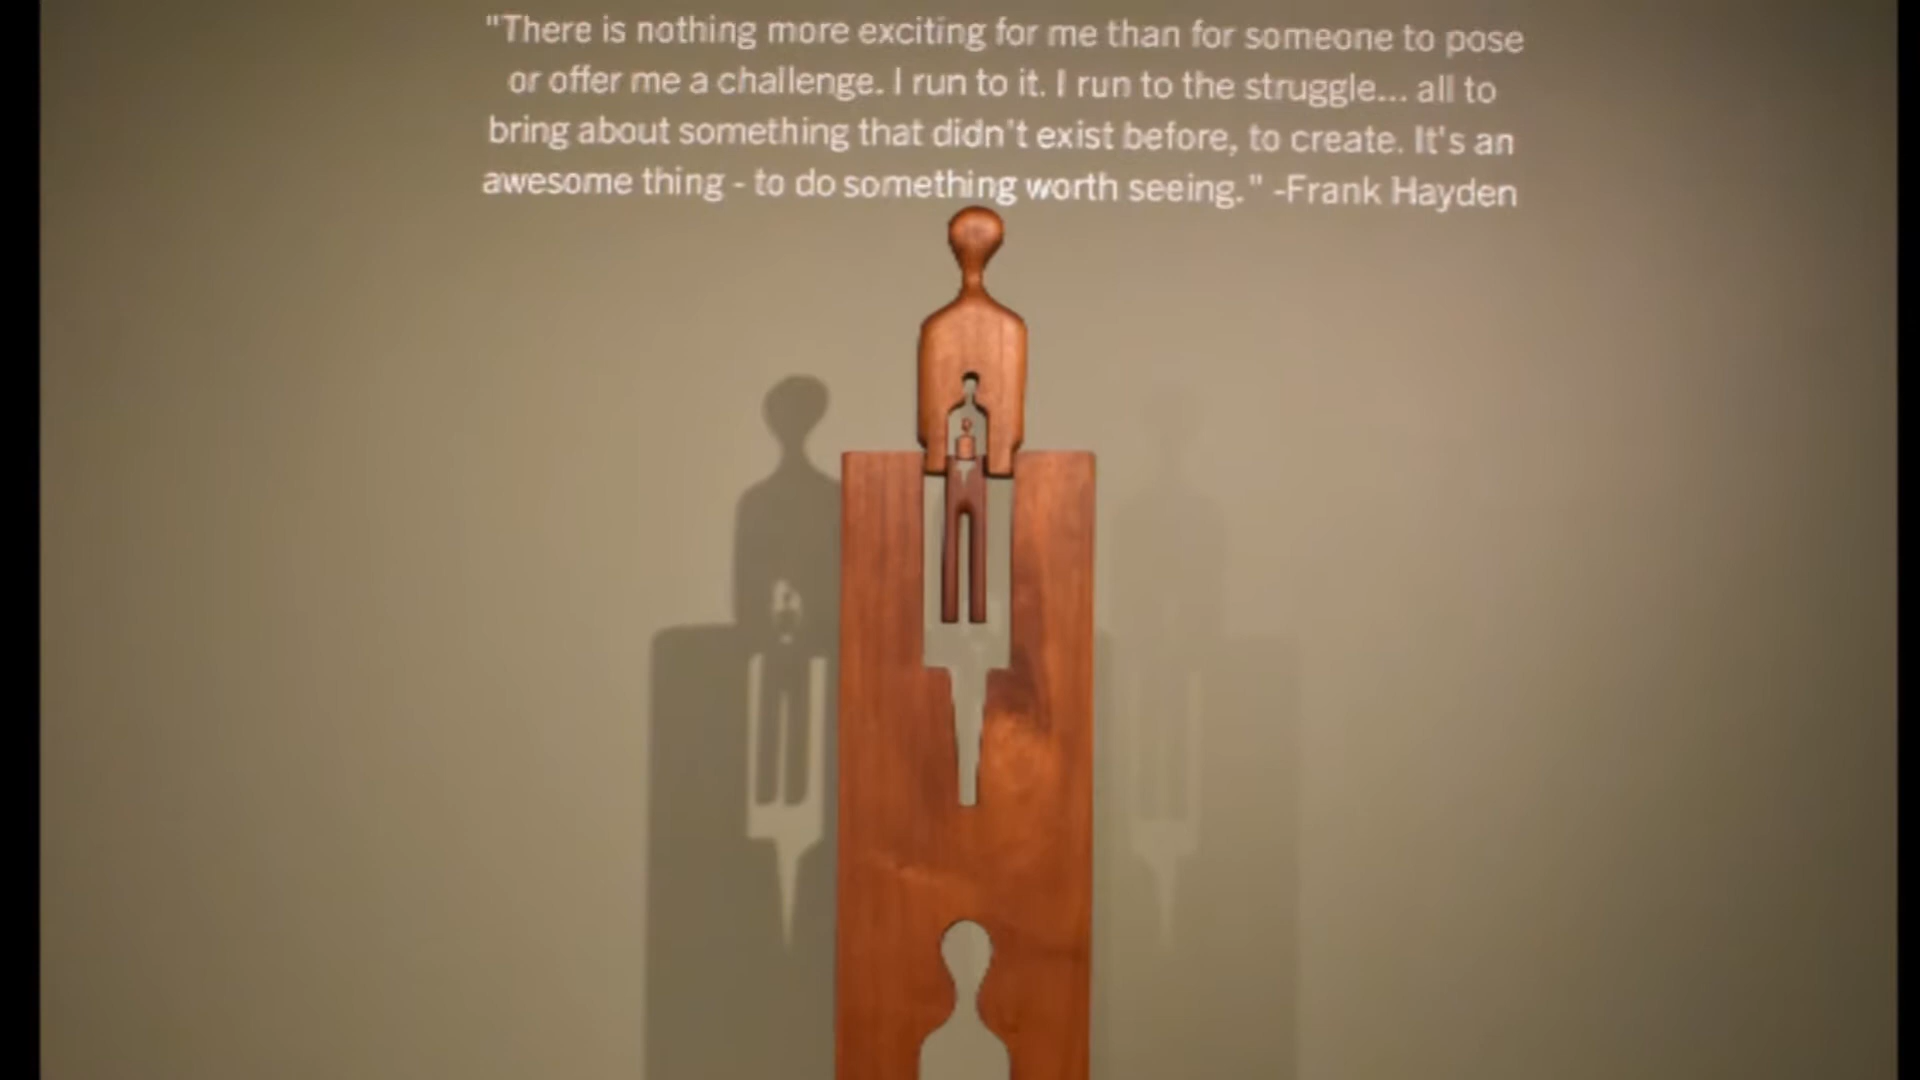 "There is nothing more exciting for me than for someone to pose
or offer me a challenge. I run to it. I run to the struggle... all to
bring about something that didn't exist before, to create. It's an
awesome thing - to do something worth seeing." -Frank Hayden